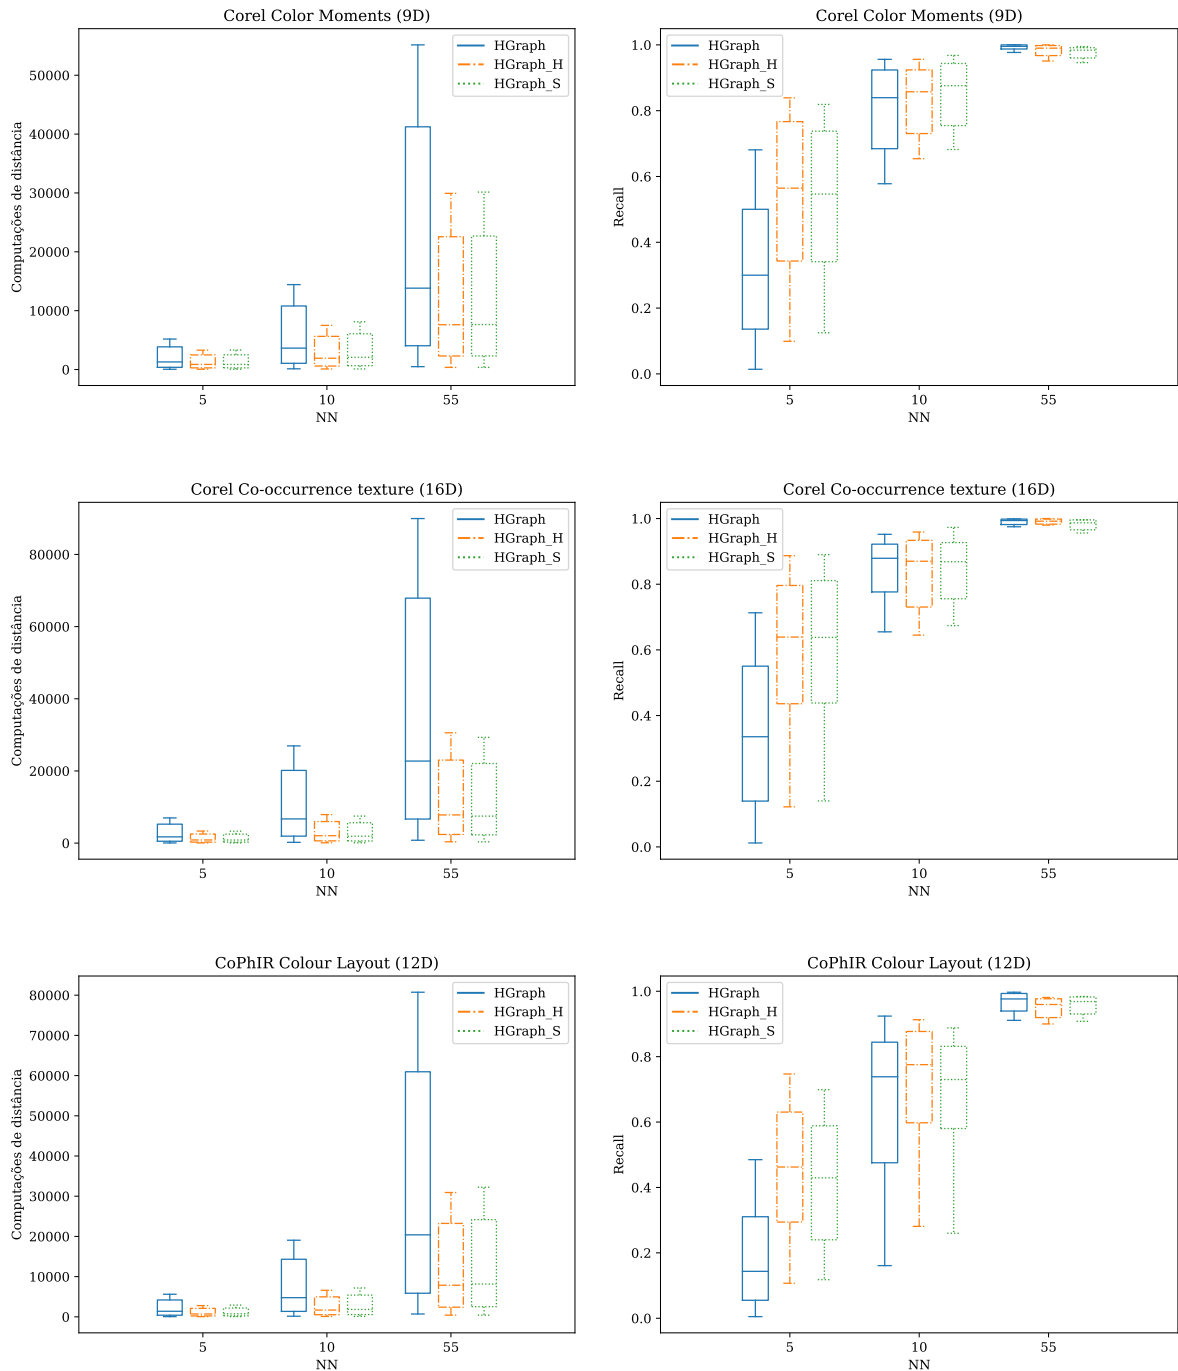 Corel Color Moments (9D)
Computações de distância
50000
40000
30000
20000
10000
0
HGraph
HGraph_H
HGraph_S
5 10 55
NN
Corel Color Moments (9D)
Recall
1.0
0.8
0.6
0.4
0.2
0.0
HGraph
HGraph_H
HGraph_S
5 10 55
NN
Corel Co-occurrence texture (16D)
Computações de distância
80000
60000
40000
20000
0
HGraph
HGraph_H
HGraph_S
5 10 55
NN
Corel Co-occurrence texture (16D)
Recall
1.0
0.8
0.6
0.4
0.2
0.0
HGraph
HGraph_H
HGraph_S
5 10 55
NN
CoPhIR Colour Layout (12D)
Computações de distância
80000
70000
60000
50000
40000
30000
20000
10000
0
HGraph
HGraph_H
HGraph_S
5 10 55
NN
CoPhIR Colour Layout (12D)
Recall
1.0
0.8
0.6
0.4
0.2
0.0
HGraph
HGraph_H
HGraph_S
5 10 55
NN